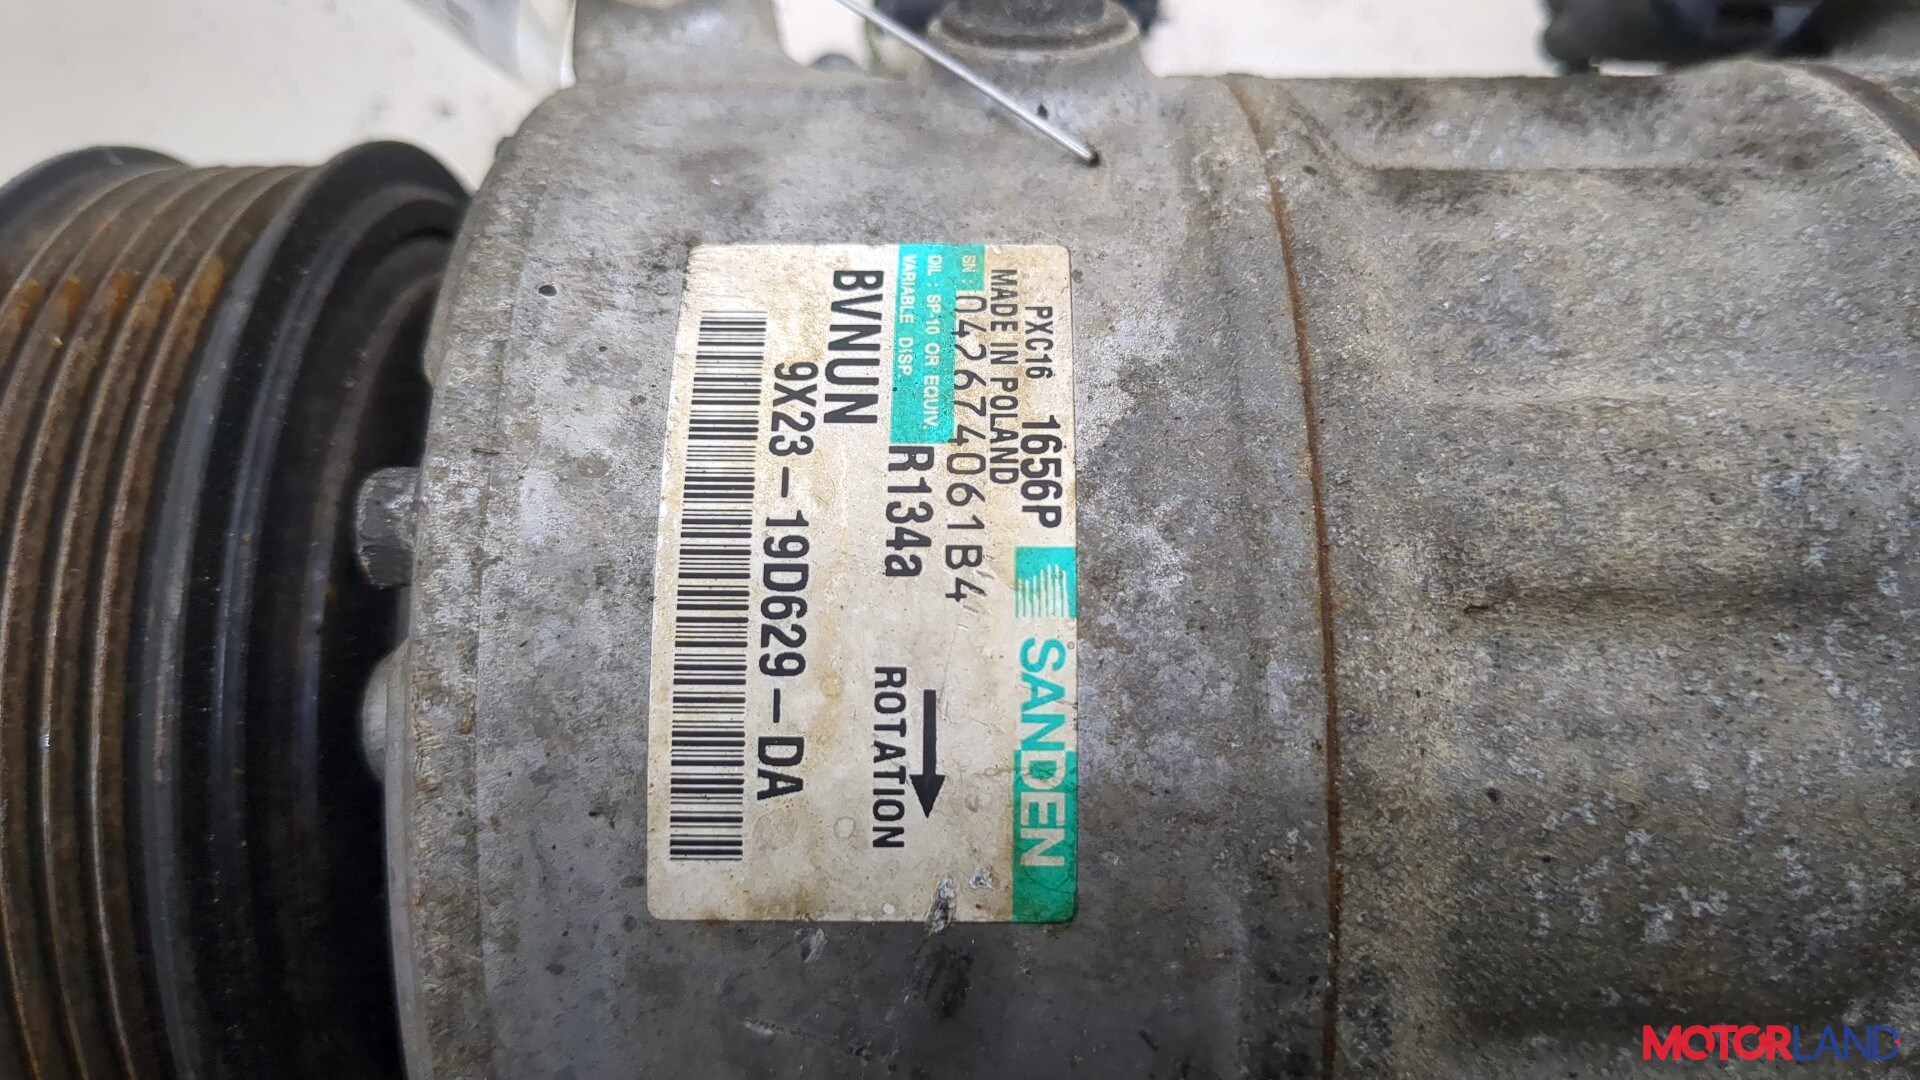 PXC16 1656P
SANDEN
MADE IN POLAND
SN: 042674061B4
OIL : SP-10 OR EQUIV.
VARIABLE DISP.
R134a
ROTATION
BVNUN
9X23-19D629-DA
MOTORLAND